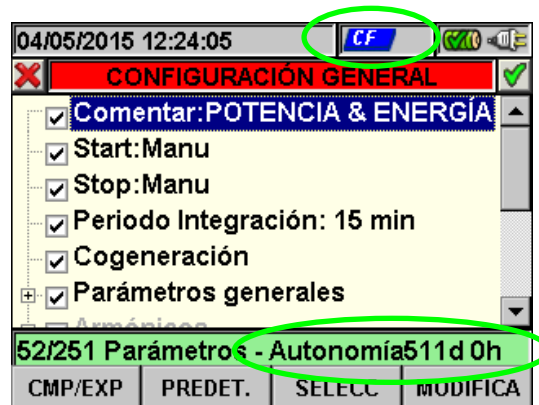 04/05/2015 12:24:05 CF
CONFIGURACIÓN GENERAL
Comentar:POTENCIA & ENERGÍA
Start:Manu
Stop:Manu
Periodo Integración: 15 min
Cogeneración
Parámetros generales
Armónicos
52/251 Parámetros - Autonomía511d 0h
CMP/EXP PREDET. SELECC MODIFICA